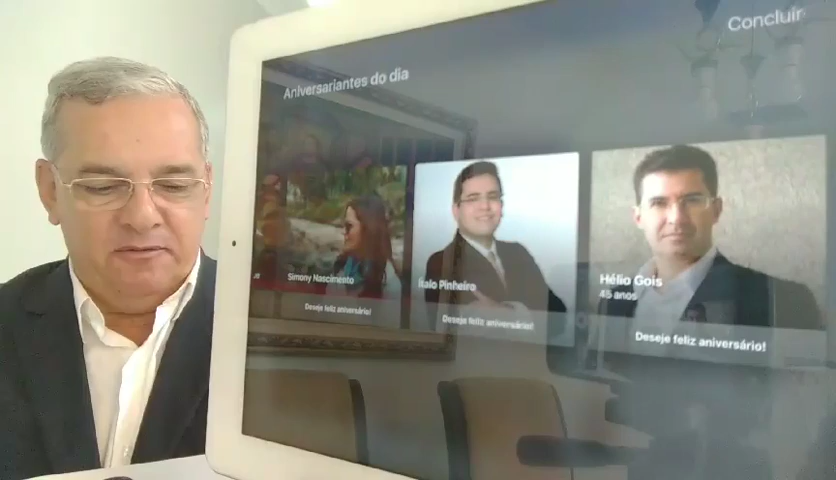 Concluir
Aniversariantes do dia
Simony Nascimento
Deseje feliz aniversário!
Ítalo Pinheiro
Deseje feliz aniversário!
Hélio Gois
45 anos
Deseje feliz aniversário!